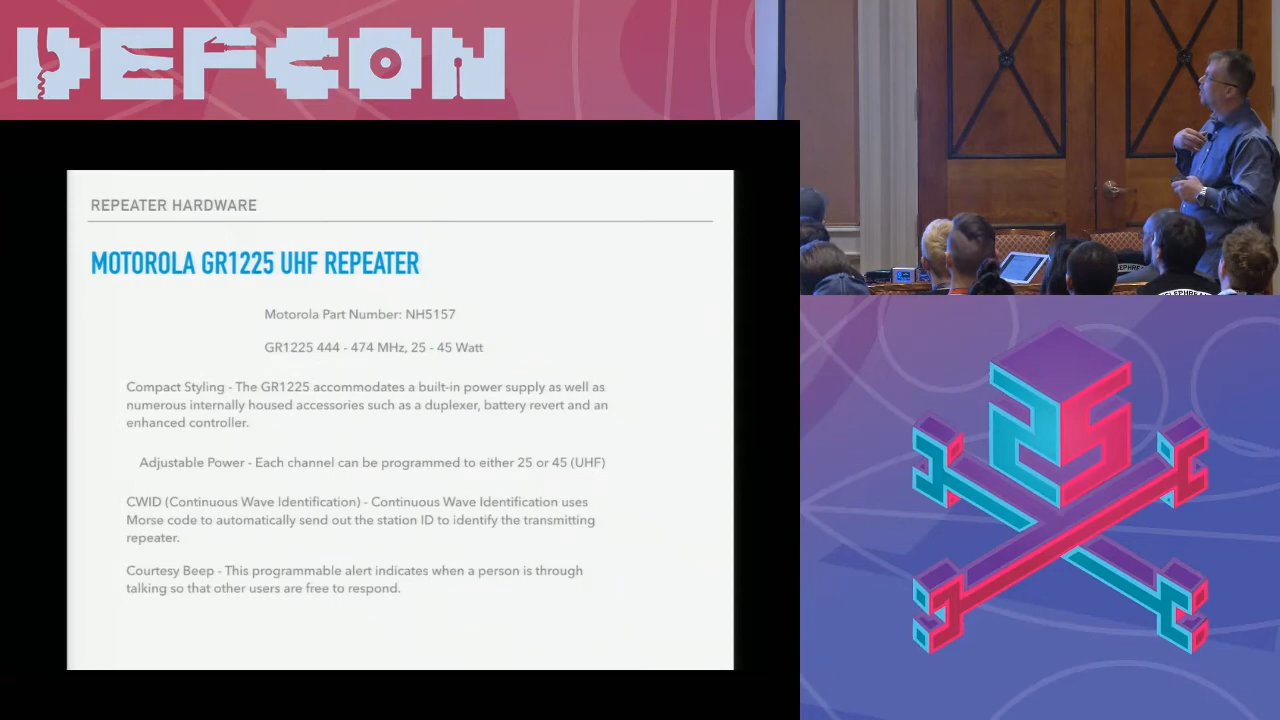 DEFCON
REPEATER HARDWARE
MOTOROLA GR1225 UHF REPEATER
Motorola Part Number: NH5157
GR1225 444 - 474 MHz, 25 - 45 Watt
Compact Styling - The GR1225 accommodates a built-in power supply as well as
numerous internally housed accessories such as a duplexer, battery revert and an
enhanced controller.
Adjustable Power - Each channel can be programmed to either 25 or 45 (UHF)
CWID (Continuous Wave Identification) - Continuous Wave Identification uses
Morse code to automatically send out the station ID to identify the transmitting
repeater.
Courtesy Beep - This programmable alert indicates when a person is through
talking so that other users are free to respond.
25